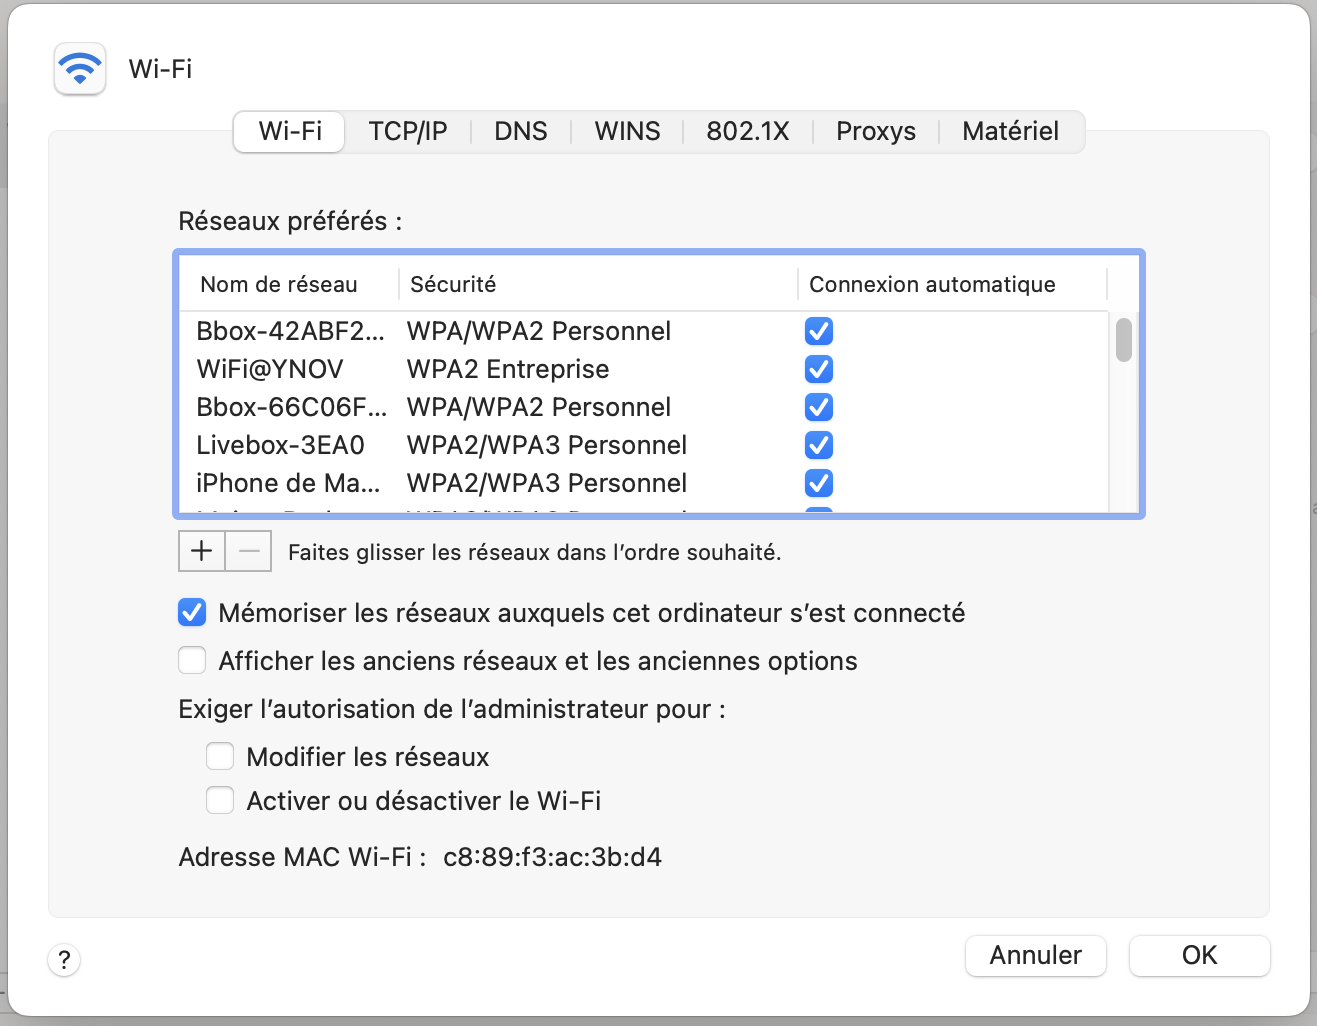 Wi-Fi
Wi-Fi TCP/IP DNS WINS 802.1X Proxys Matériel
Réseaux préférés :
Nom de réseau Sécurité Connexion automatique
Bbox-42ABF2... WPA/WPA2 Personnel
WiFi@YNOV WPA2 Entreprise
Bbox-66C06F... WPA/WPA2 Personnel
Livebox-3EA0 WPA2/WPA3 Personnel
iPhone de Ma... WPA2/WPA3 Personnel
+ — Faites glisser les réseaux dans l’ordre souhaité.
Mémoriser les réseaux auxquels cet ordinateur s’est connecté
Afficher les anciens réseaux et les anciennes options
Exiger l’autorisation de l’administrateur pour :
Modifier les réseaux
Activer ou désactiver le Wi-Fi
Adresse MAC Wi-Fi : c8:89:f3:ac:3b:d4
? Annuler OK